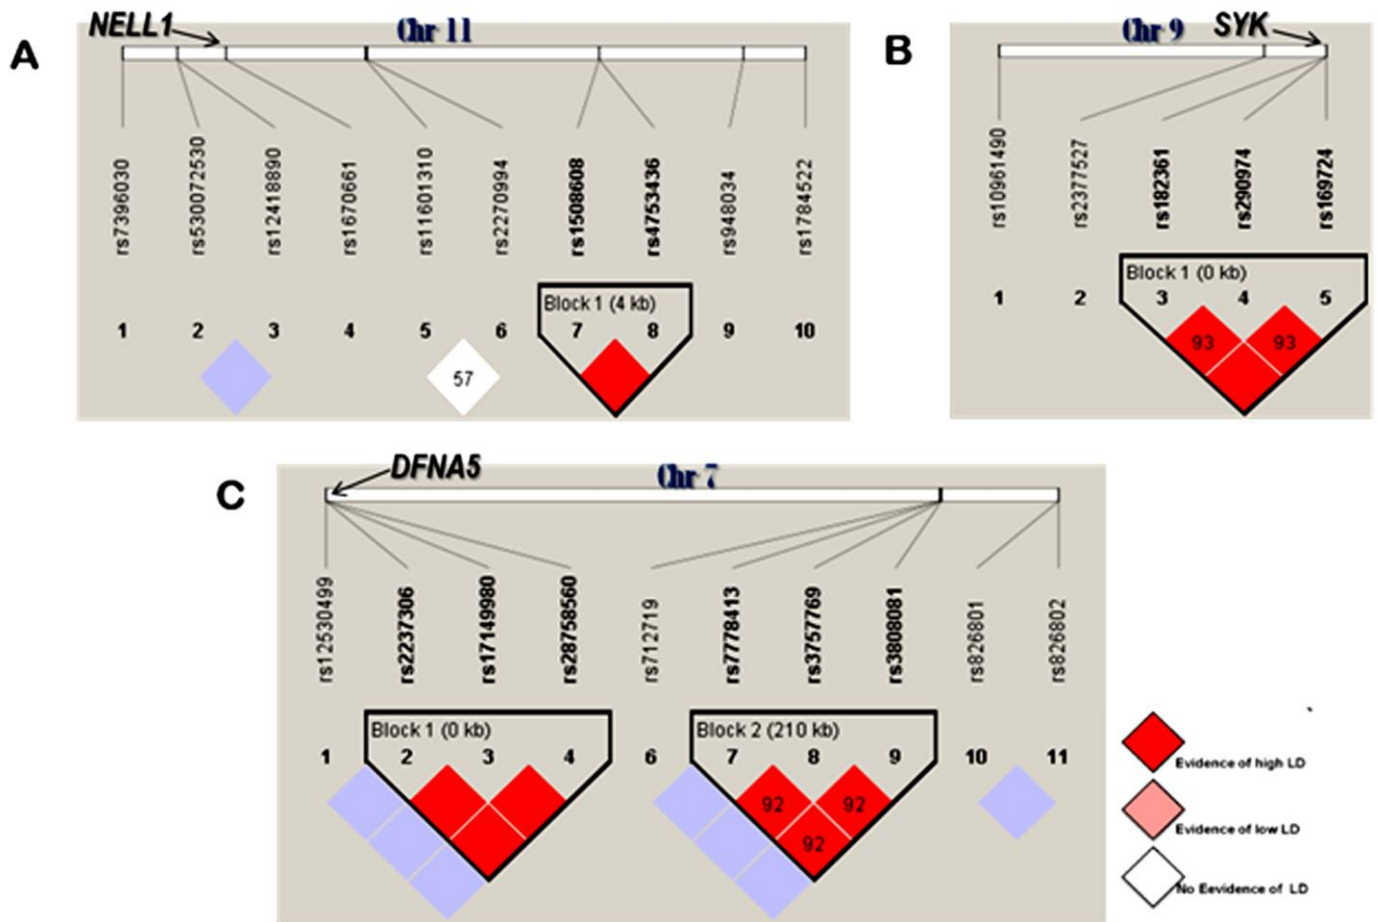 A
NELL1
Chr 11
rs7396030
rs530072530
rs12418890
rs1670661
rs11601310
rs2270994
rs1508608
rs4753436
rs948034
rs1784522
Block 1 (4 kb)
1 2 3 4 5 6 7 8 9 10
57
B
Chr 9
SYK
rs10961490
rs2377527
rs182361
rs290974
rs169724
Block 1 (0 kb)
1 2 3 4 5
93 93
C
DFNA5
Chr 7
rs12530499
rs2237306
rs17149980
rs28758560
rs712719
rs7778413
rs3757769
rs3808081
rs826801
rs826802
Block 1 (0 kb) Block 2 (210 kb)
1 2 3 4 6 7 8 9 10 11
92 92
92
Evidence of high LD
Evidence of low LD
No Eevidence of LD